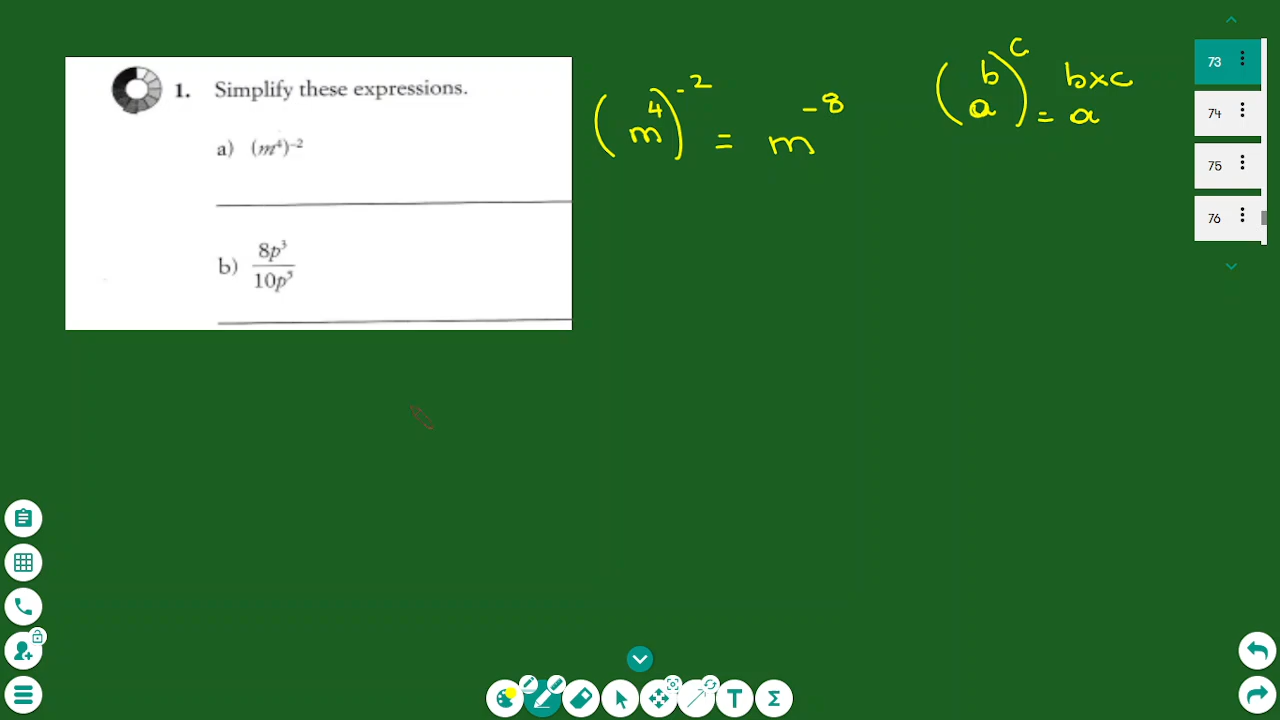 1. Simplify these expressions.
a) (m⁴)⁻²
b) 8p³
10p⁵
(m⁴)⁻² = m⁻⁸
(aᵇ)ᶜ = aᵇˣᶜ
73
74
75
76
T
Σ